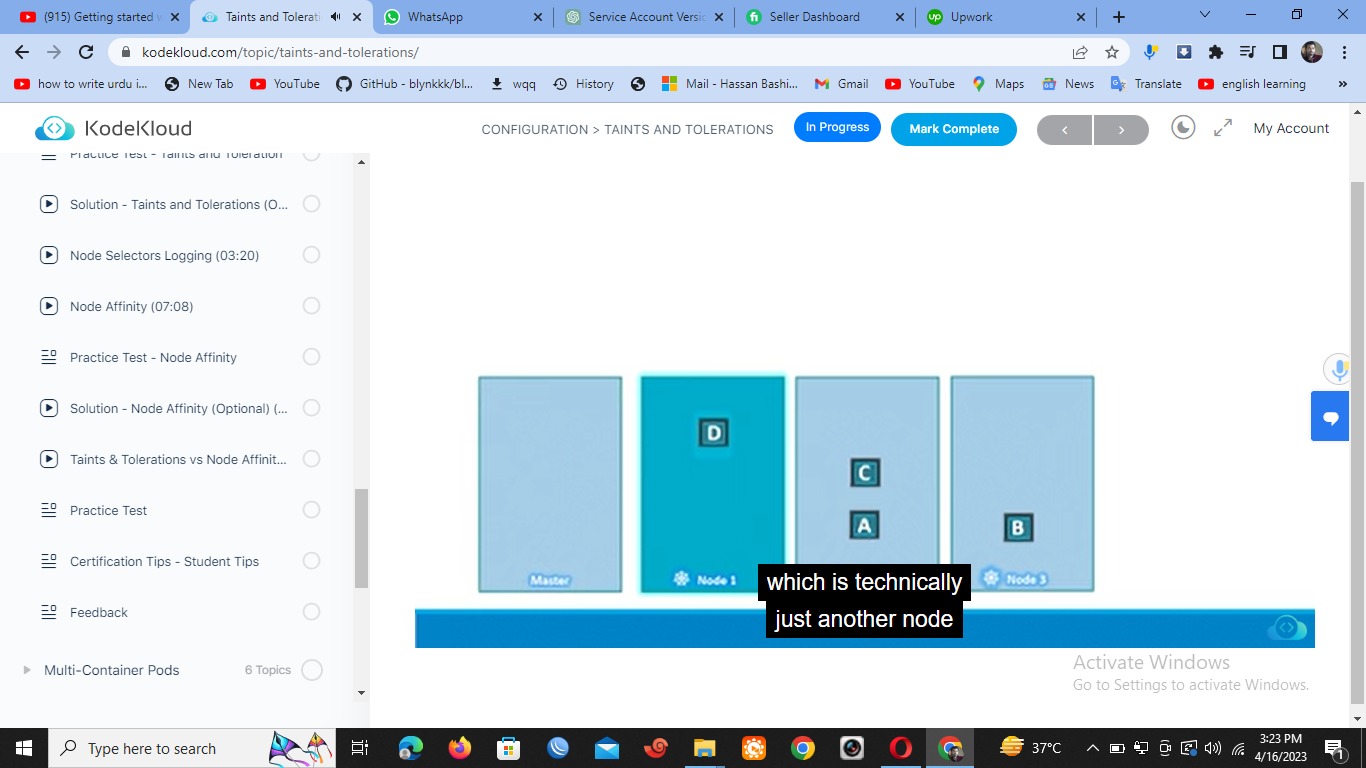 (915) Getting started w
Taints and Tolerati
WhatsApp
Service Account Versic
Seller Dashboard
Upwork
kodekloud.com/topic/taints-and-tolerations/
how to write urdu i...
New Tab
YouTube
GitHub - blynkkk/bl...
wqq
History
Mail - Hassan Bashi...
Gmail
YouTube
Maps
News
Translate
english learning
»
KodeKloud
CONFIGURATION > TAINTS AND TOLERATIONS
In Progress
Mark Complete
<
>
My Account
Practice Test - Taints and Toleration
Solution - Taints and Tolerations (O...
Node Selectors Logging (03:20)
Node Affinity (07:08)
Practice Test - Node Affinity
Solution - Node Affinity (Optional) (...
Taints & Tolerations vs Node Affinit...
Practice Test
Certification Tips - Student Tips
Feedback
Multi-Container Pods
6 Topics
D
C
A
B
Master
Node 1
Node 3
which is technically
just another node
Activate Windows
Go to Settings to activate Windows.
Type here to search
37°C
3:23 PM
4/16/2023
1